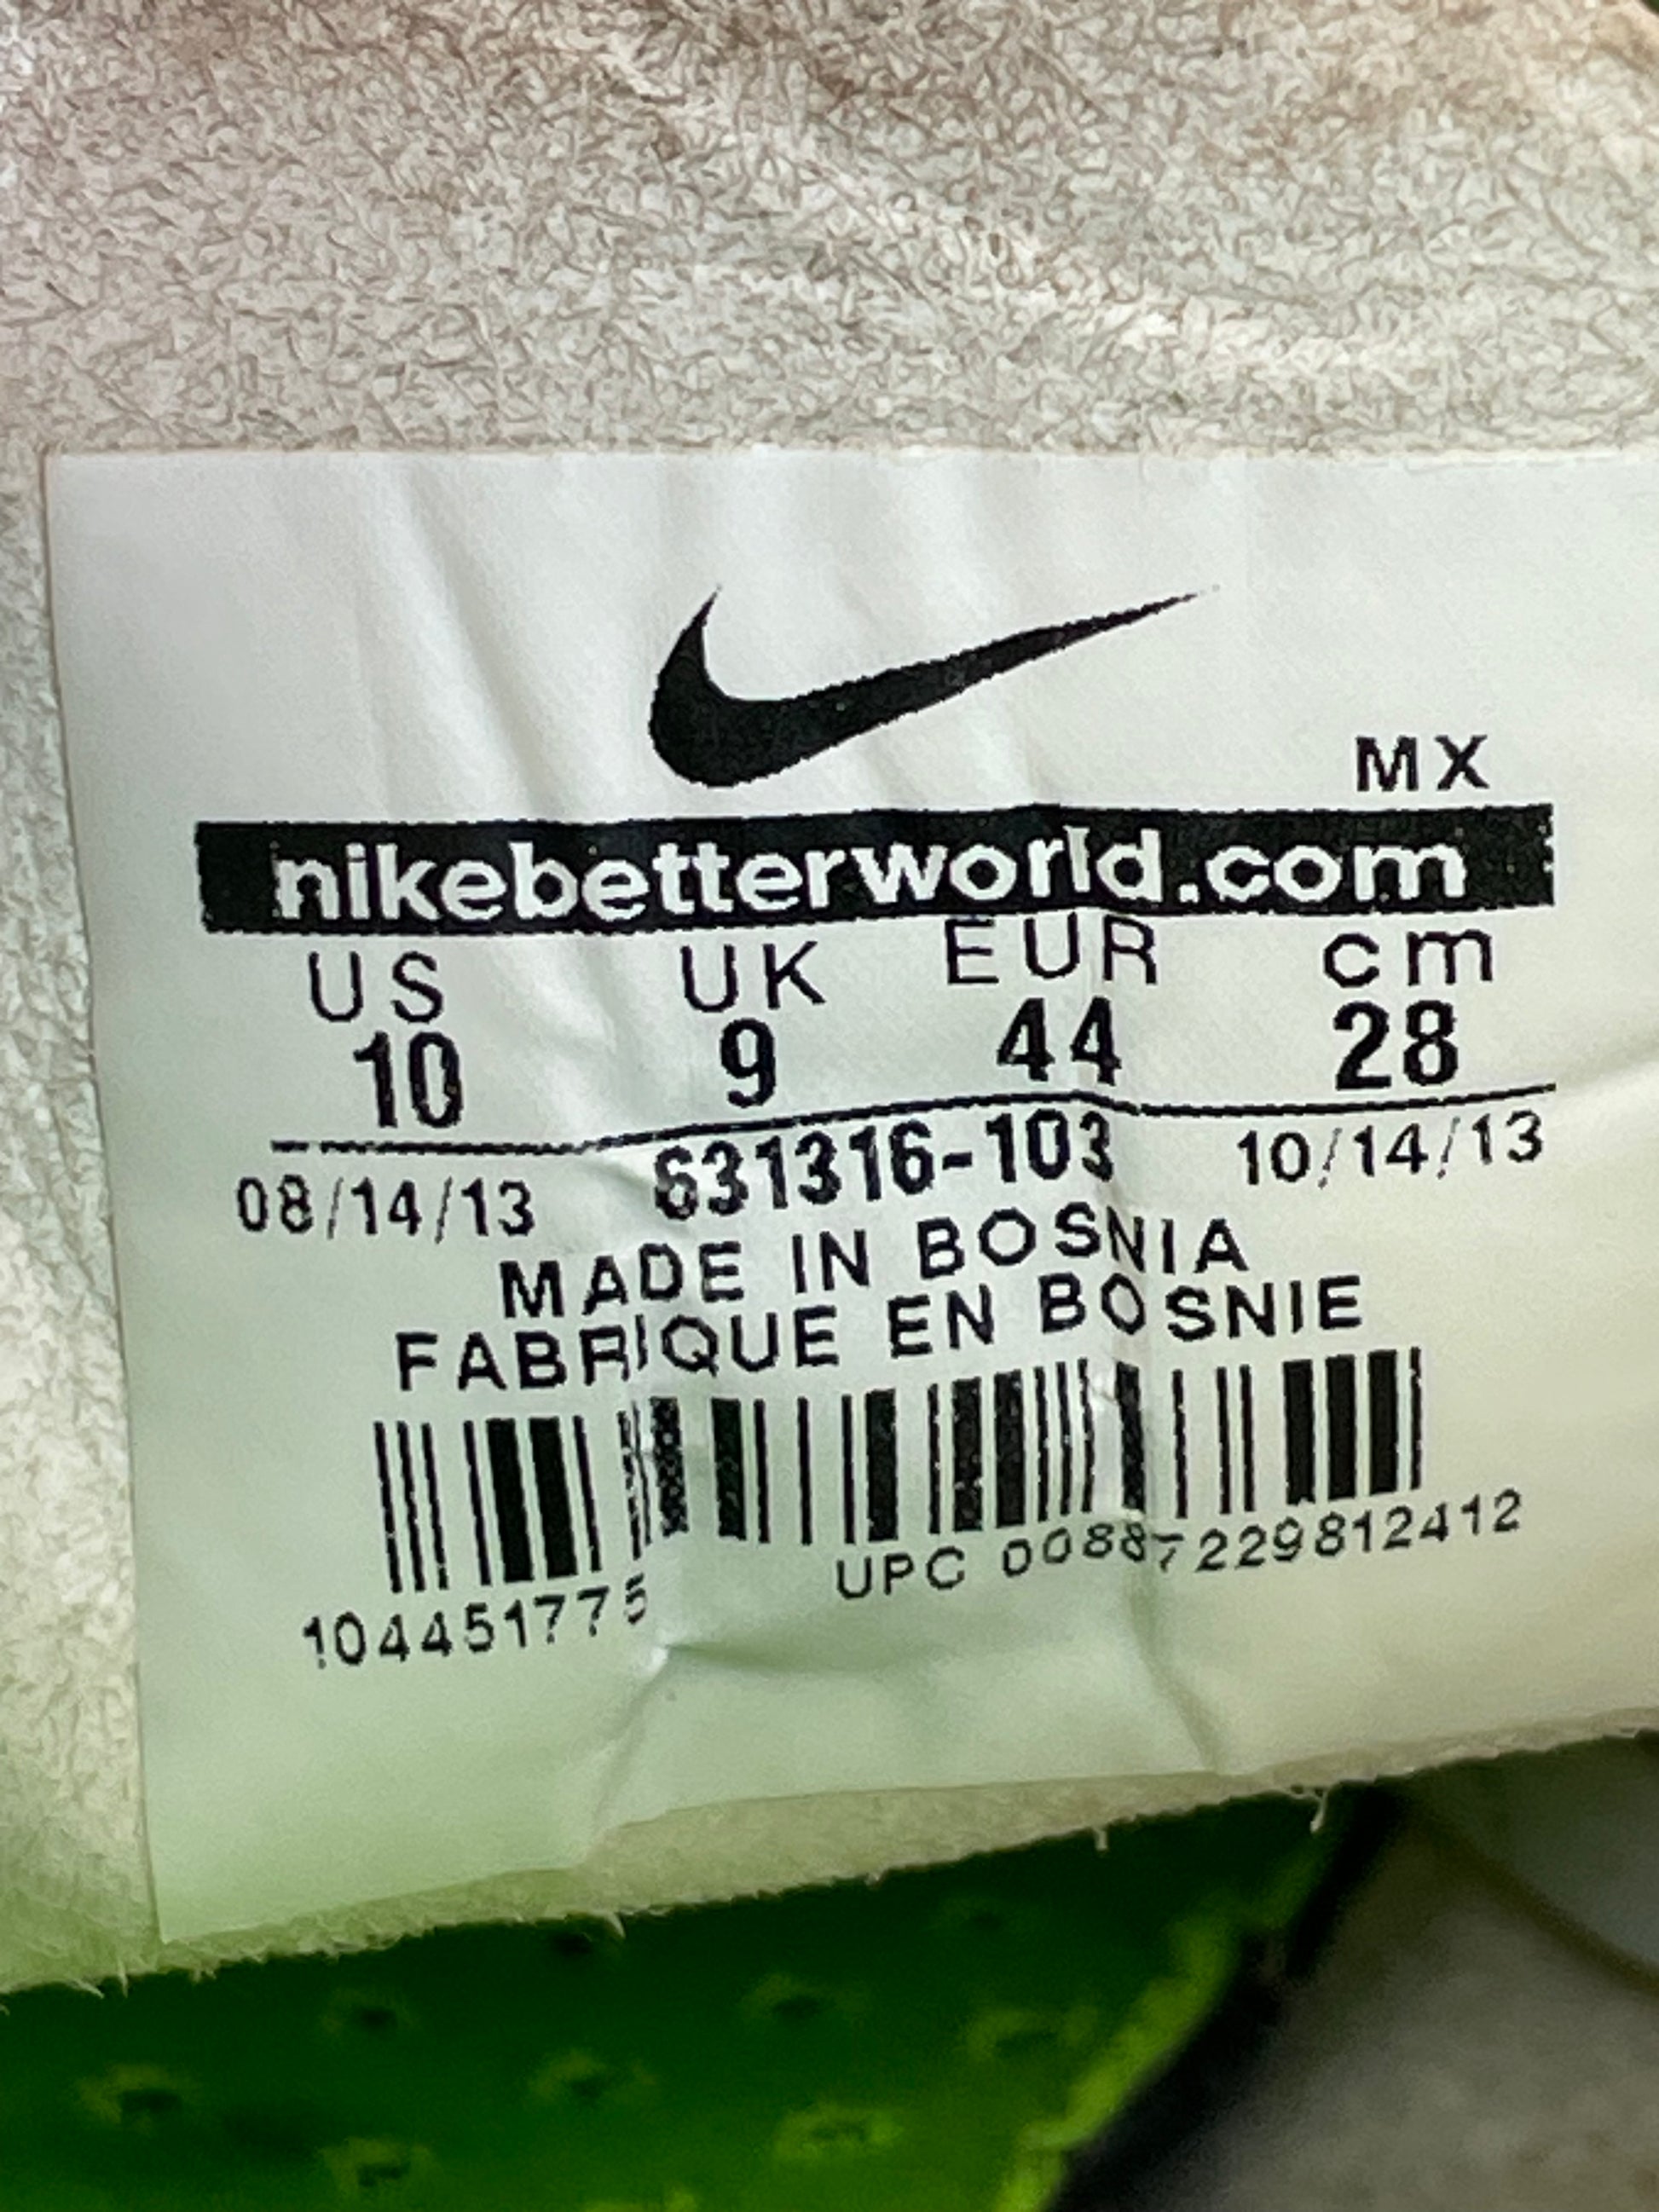 MX
nikebetterworld.com
US UK EUR cm
10 9 44 28
08/14/13 631316-103 10/14/13
MADE IN BOSNIA
FABRIQUE EN BOSNIE
UPC 00887229812412
104451775